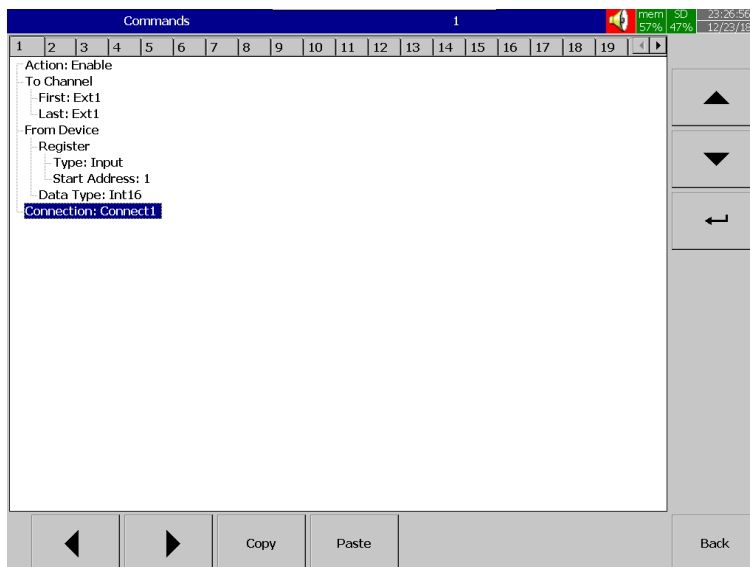 Commands 1 mem SD 23:26:56
57% 47% 12/23/18
1 2 3 4 5 6 7 8 9 10 11 12 13 14 15 16 17 18 19
Action: Enable
To Channel
First: Ext1
Last: Ext1
From Device
Register
Type: Input
Start Address: 1
Data Type: Int16
Connection: Connect1
Copy Paste Back